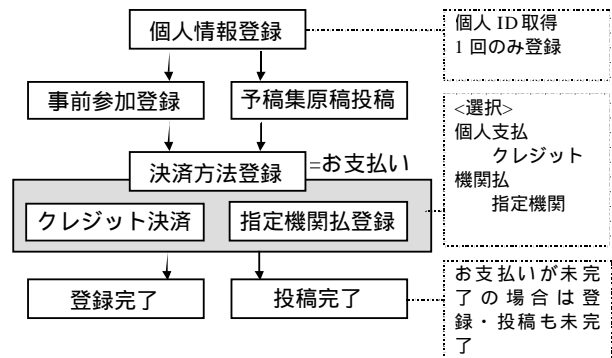 個人情報登録
個人 ID 取得
1 回のみ登録
事前参加登録
予稿集原稿投稿
<選択>
個人支払
クレジット
機関払
指定機関
決済方法登録
=お支払い
クレジット決済
指定機関払登録
登録完了
投稿完了
お支払いが未完
了の場合は登
録・投稿も未完
了